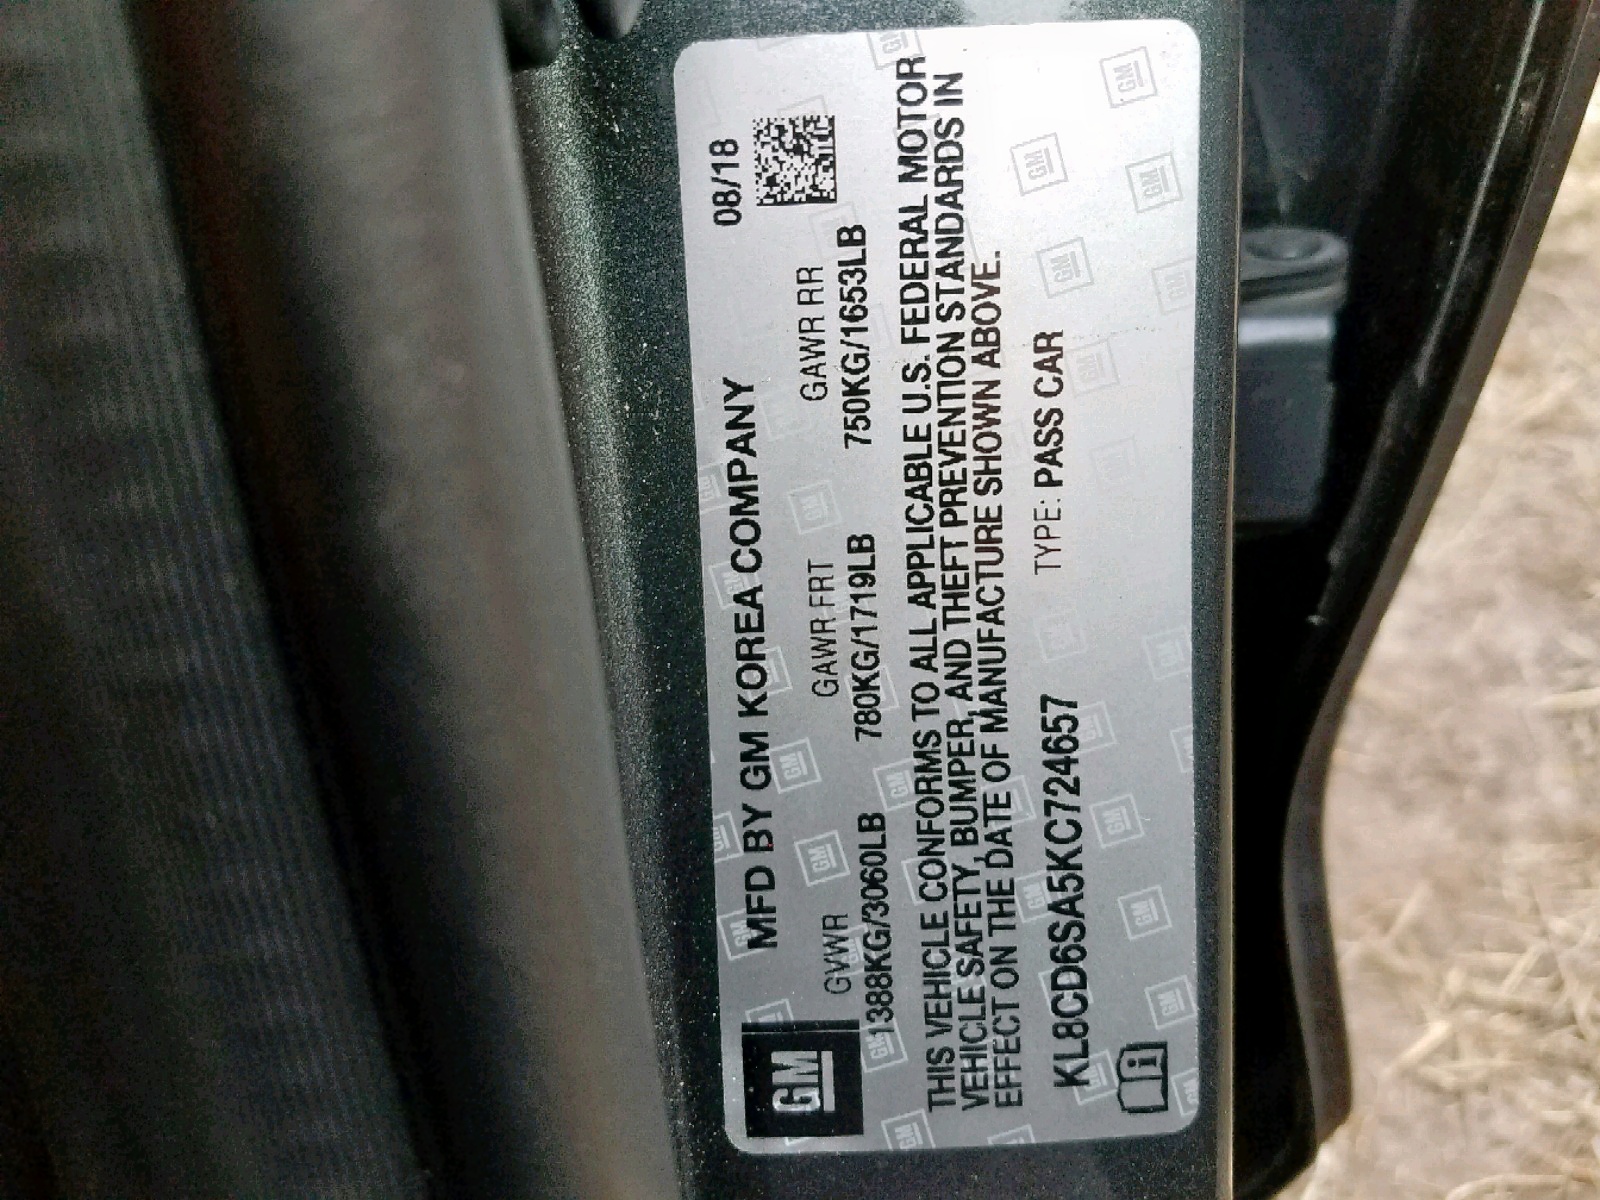 GM
MFD BY GM KOREA COMPANY
08/18
GVWR GAWR FRT GAWR RR
1388KG/3060LB 780KG/1719LB 750KG/1653LB
THIS VEHICLE CONFORMS TO ALL APPLICABLE U.S. FEDERAL MOTOR
VEHICLE SAFETY, BUMPER, AND THEFT PREVENTION STANDARDS IN
EFFECT ON THE DATE OF MANUFACTURE SHOWN ABOVE.
KL8CD6SA5KC724657 TYPE: PASS CAR